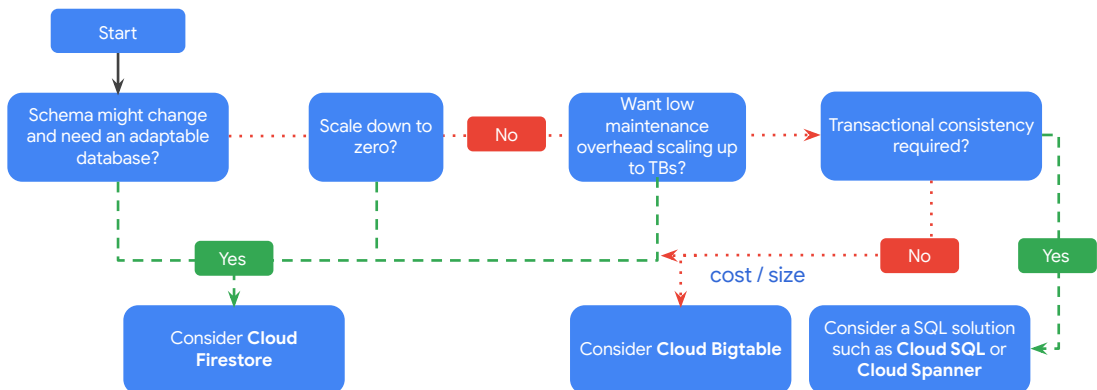 Start
Schema might change
and need an adaptable
database?
Scale down to
zero?
No
Want low
maintenance
overhead scaling up
to TBs?
Transactional consistency
required?
Yes
No
Yes
cost / size
Consider Cloud
Firestore
Consider Cloud Bigtable
Consider a SQL solution
such as Cloud SQL or
Cloud Spanner